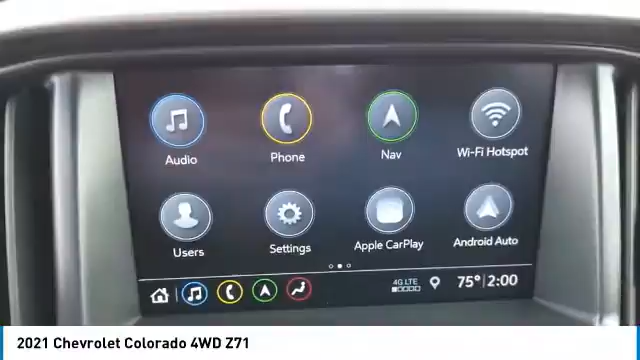 Audio
Phone
Nav
Wi-Fi Hotspot
Users
Settings
Apple CarPlay
Android Auto
4G LTE
75° 2:00
2021 Chevrolet Colorado 4WD Z71